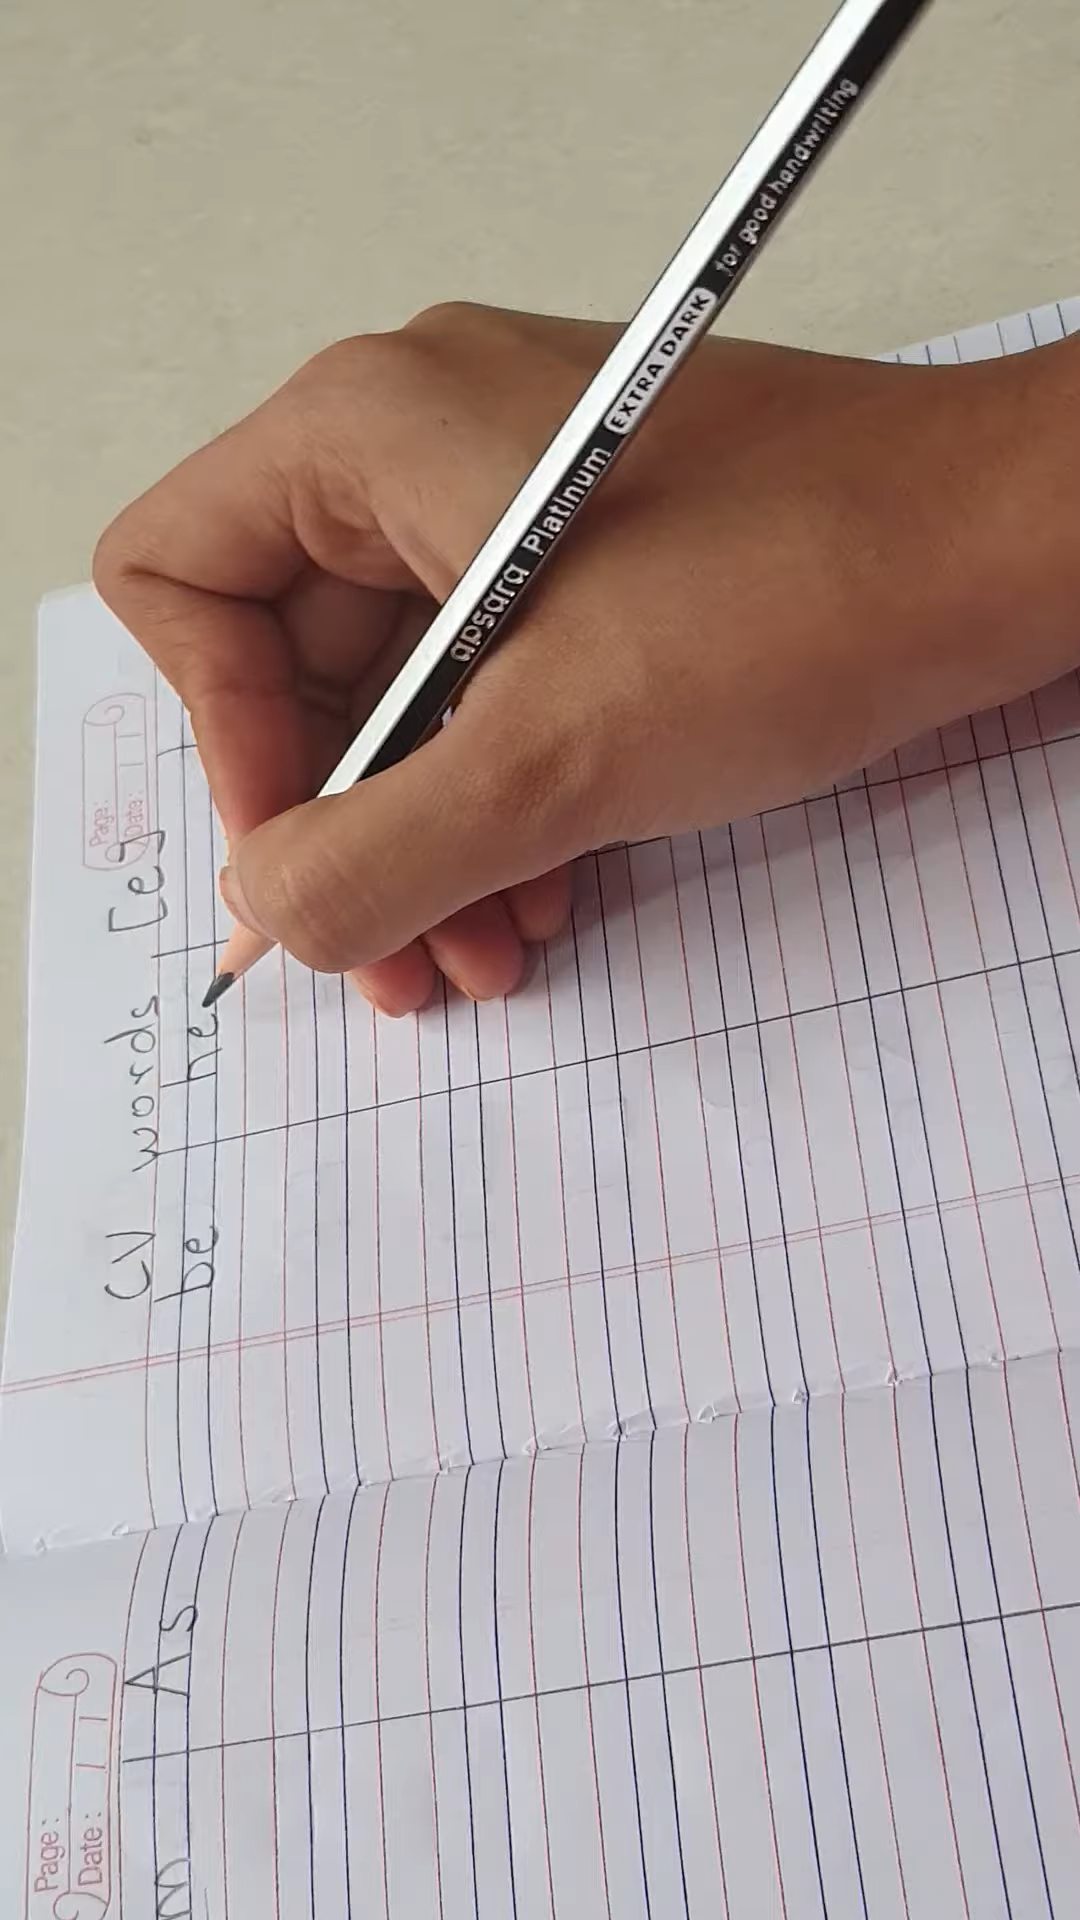 apsara Platinum EXTRA DARK for good handwriting
Page:
Date:
CV words [e]
be he
Page:
Date:
m As